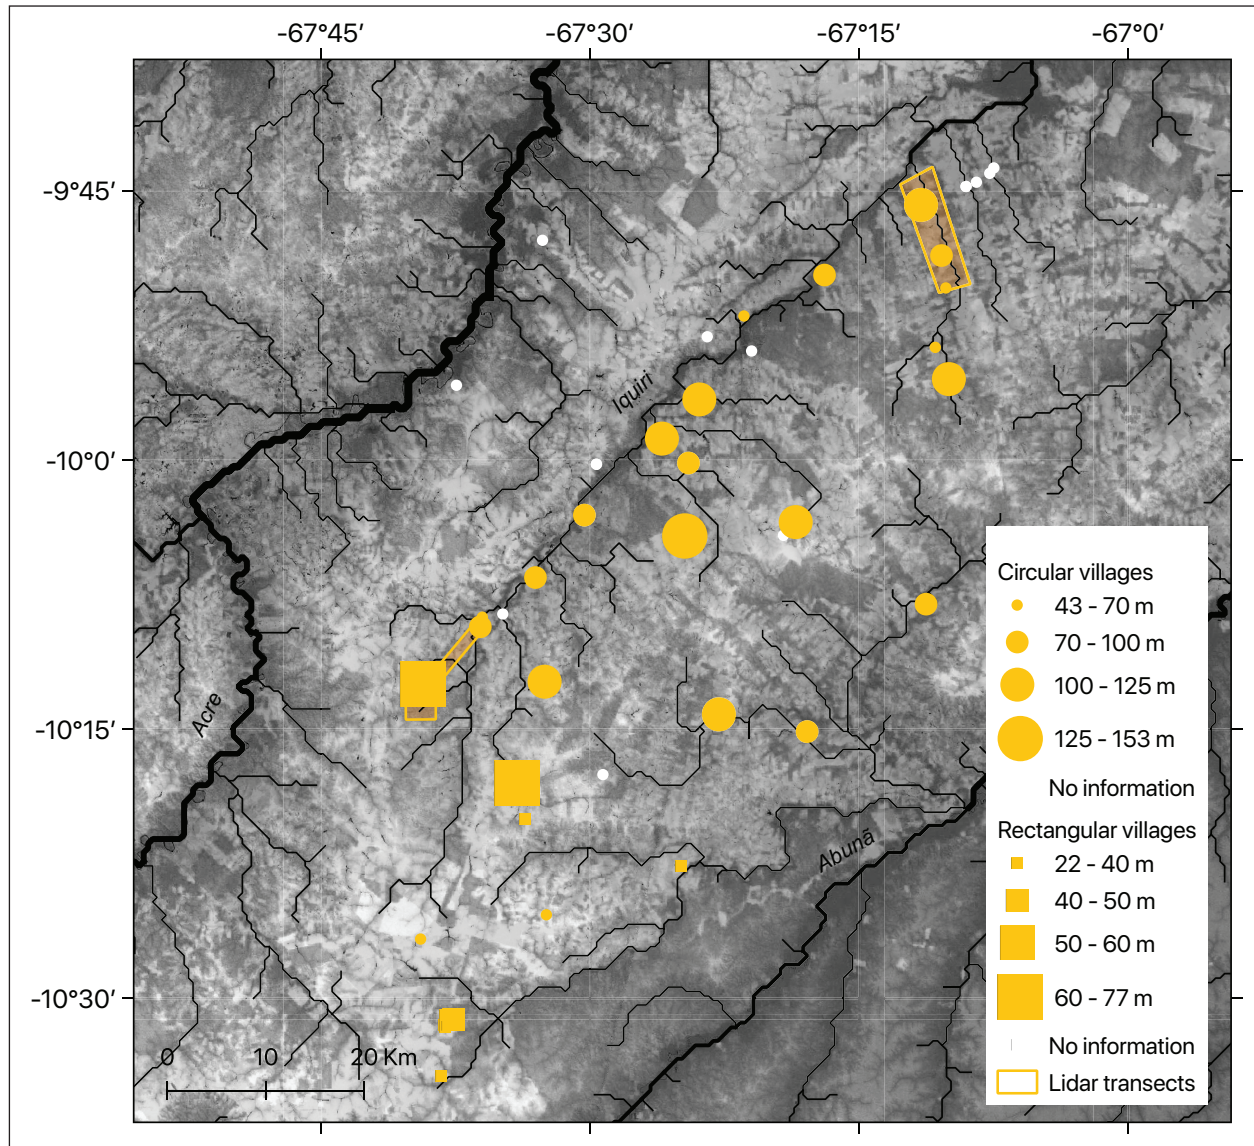 -67°45′ -67°30′ -67°15′ -67°0′
-9°45′
Iquiri
-10°0′
Circular villages
43 - 70 m
70 - 100 m
100 - 125 m
125 - 153 m
No information
Rectangular villages
22 - 40 m
40 - 50 m
50 - 60 m
60 - 77 m
No information
Lidar transects
Acre
-10°15′
Abunã
-10°30′
0 10 20 Km